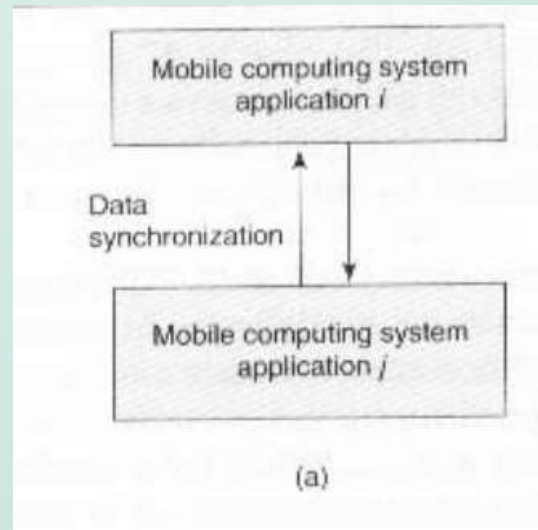 Mobile computing system
application i
Data
synchronization
Mobile computing system
application j
(a)